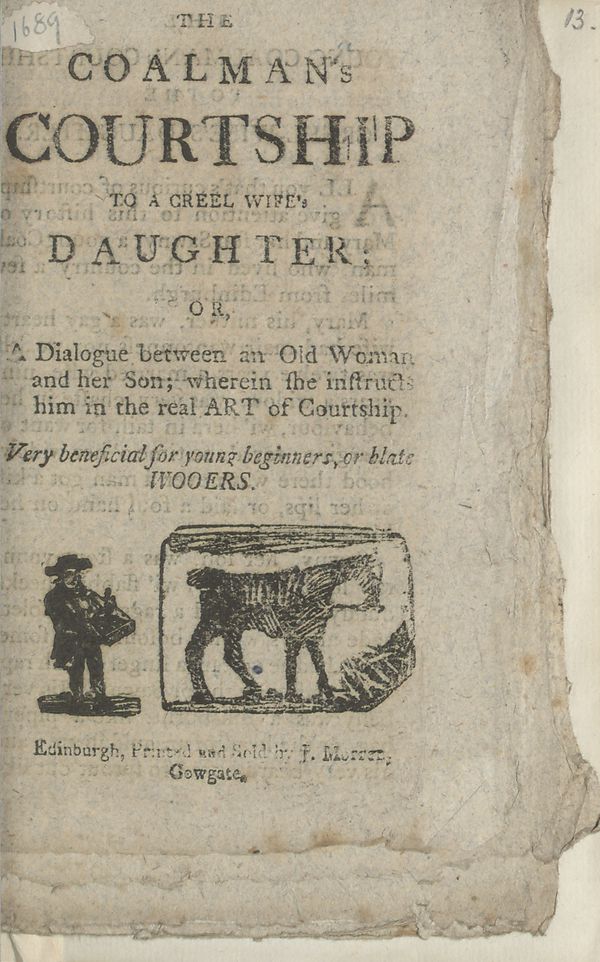 1689
13.
THE
COALMAN's
COURTSHIP
TO A CREEL WIFE's
DAUGHTER;
OR,
A Dialogue between an Old Woman
and her Son; wherein ſhe inſtructs
him in the real ART of Courtship.
Very beneficial for young beginners, or blate
WOOERS.
Edinburgh, Printed and Sold by J. Morren,
Cowgate.